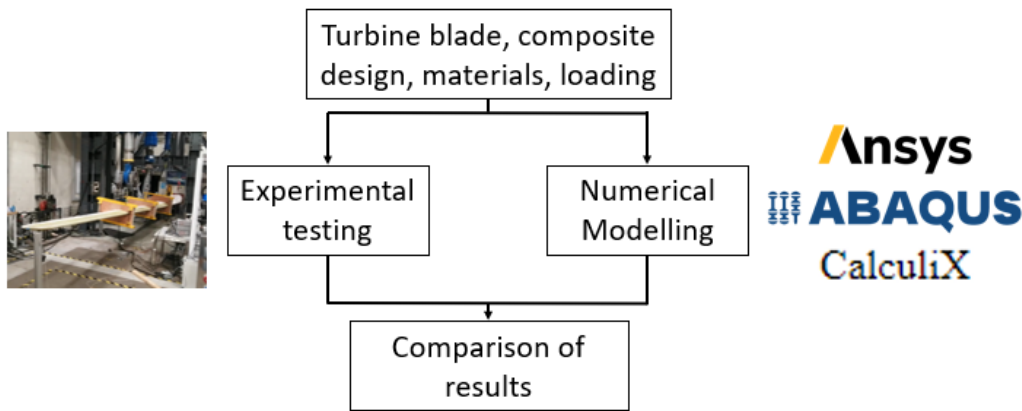 Turbine blade, composite
design, materials, loading
Experimental
testing
Numerical
Modelling
Ansys
ABAQUS
CalculiX
Comparison of
results